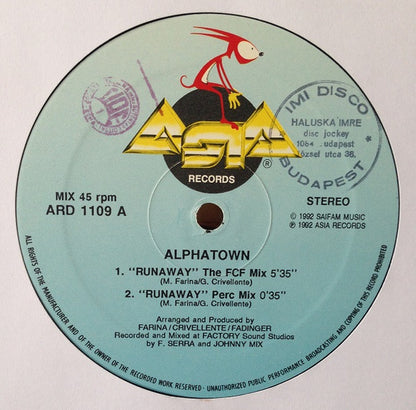 ASIA
®
RECORDS
IMI DISCO
HALUSKA IMRE
disc jockey
udapest
utca 38.
BUDAPEST
MIX 45 rpm
ARD 1109 A
STEREO
© 1992 SAIFAM MUSIC
℗ 1992 ASIA RECORDS
ALPHATOWN
1. "RUNAWAY" The FCF Mix 5'35"
(M. Farina/G. Crivellente)
2. "RUNAWAY" Perc Mix 0'35"
(M. Farina/G. Crivellente)
Arranged and Produced by
FARINA/CRIVELLENTE/FADINGER
Recorded and Mixed at FACTORY Sound Studios
by F. SERRA and JOHNNY MIX
ALL RIGHTS OF THE MANUFACTURER AND OF THE OWNER OF THE RECORDED WORK RESERVED - UNAUTHORIZED PUBLIC PERFORMANCE BROADCASTING AND COPYING OF THIS RECORD PROHIBITED